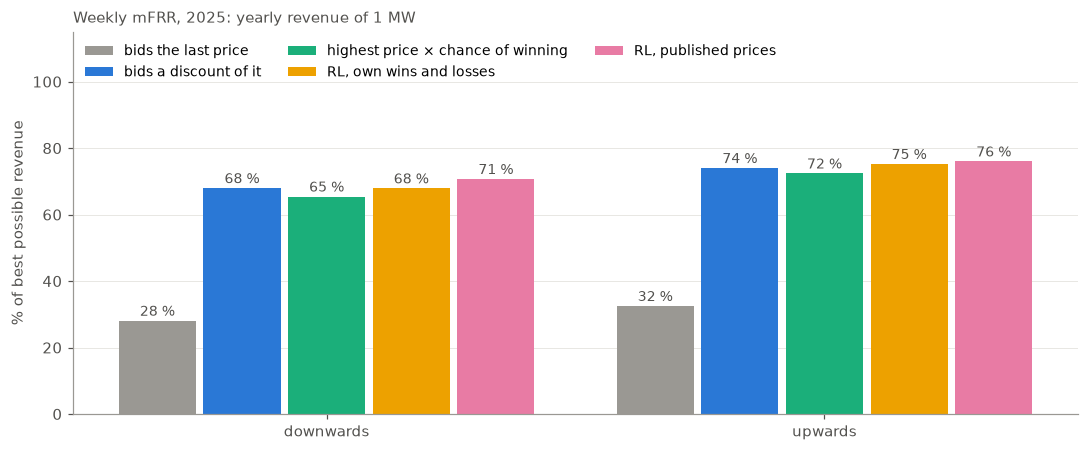 Weekly mFRR, 2025: yearly revenue of 1 MW
bids the last price
bids a discount of it
highest price × chance of winning
RL, own wins and losses
RL, published prices
% of best possible revenue
100
80
60
40
20
0
28 %
68 %
65 %
68 %
71 %
32 %
74 %
72 %
75 %
76 %
downwards
upwards